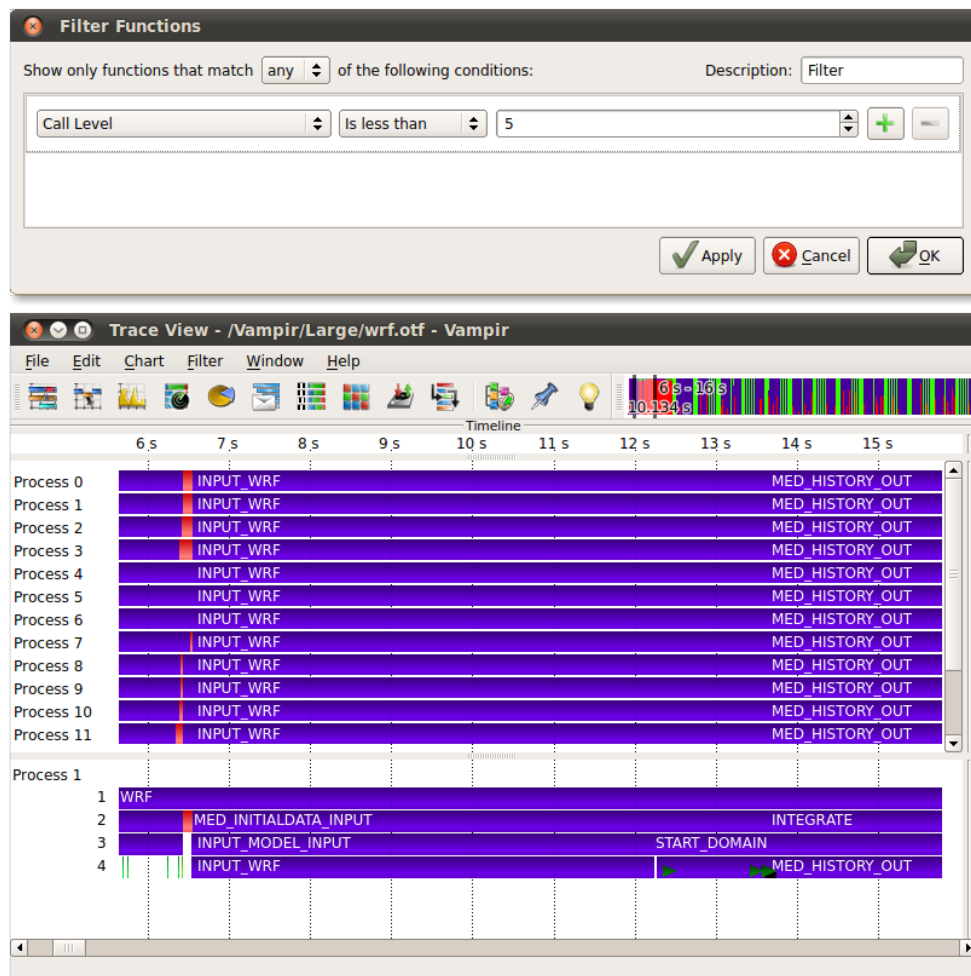 Filter Functions
Show only functions that match any of the following conditions: Description: Filter
Call Level Is less than 5
Apply Cancel OK
Trace View - /Vampir/Large/wrf.otf - Vampir
File Edit Chart Filter Window Help
6 s - 16 s
10.134 s
Timeline
6 s 7 s 8 s 9 s 10 s 11 s 12 s 13 s 14 s 15 s
Process 0 INPUT_WRF MED_HISTORY_OUT
Process 1 INPUT_WRF MED_HISTORY_OUT
Process 2 INPUT_WRF MED_HISTORY_OUT
Process 3 INPUT_WRF MED_HISTORY_OUT
Process 4 INPUT_WRF MED_HISTORY_OUT
Process 5 INPUT_WRF MED_HISTORY_OUT
Process 6 INPUT_WRF MED_HISTORY_OUT
Process 7 INPUT_WRF MED_HISTORY_OUT
Process 8 INPUT_WRF MED_HISTORY_OUT
Process 9 INPUT_WRF MED_HISTORY_OUT
Process 10 INPUT_WRF MED_HISTORY_OUT
Process 11 INPUT_WRF MED_HISTORY_OUT
Process 1
1 WRF
2 MED_INITIALDATA_INPUT INTEGRATE
3 INPUT_MODEL_INPUT START_DOMAIN
4 INPUT_WRF MED_HISTORY_OUT